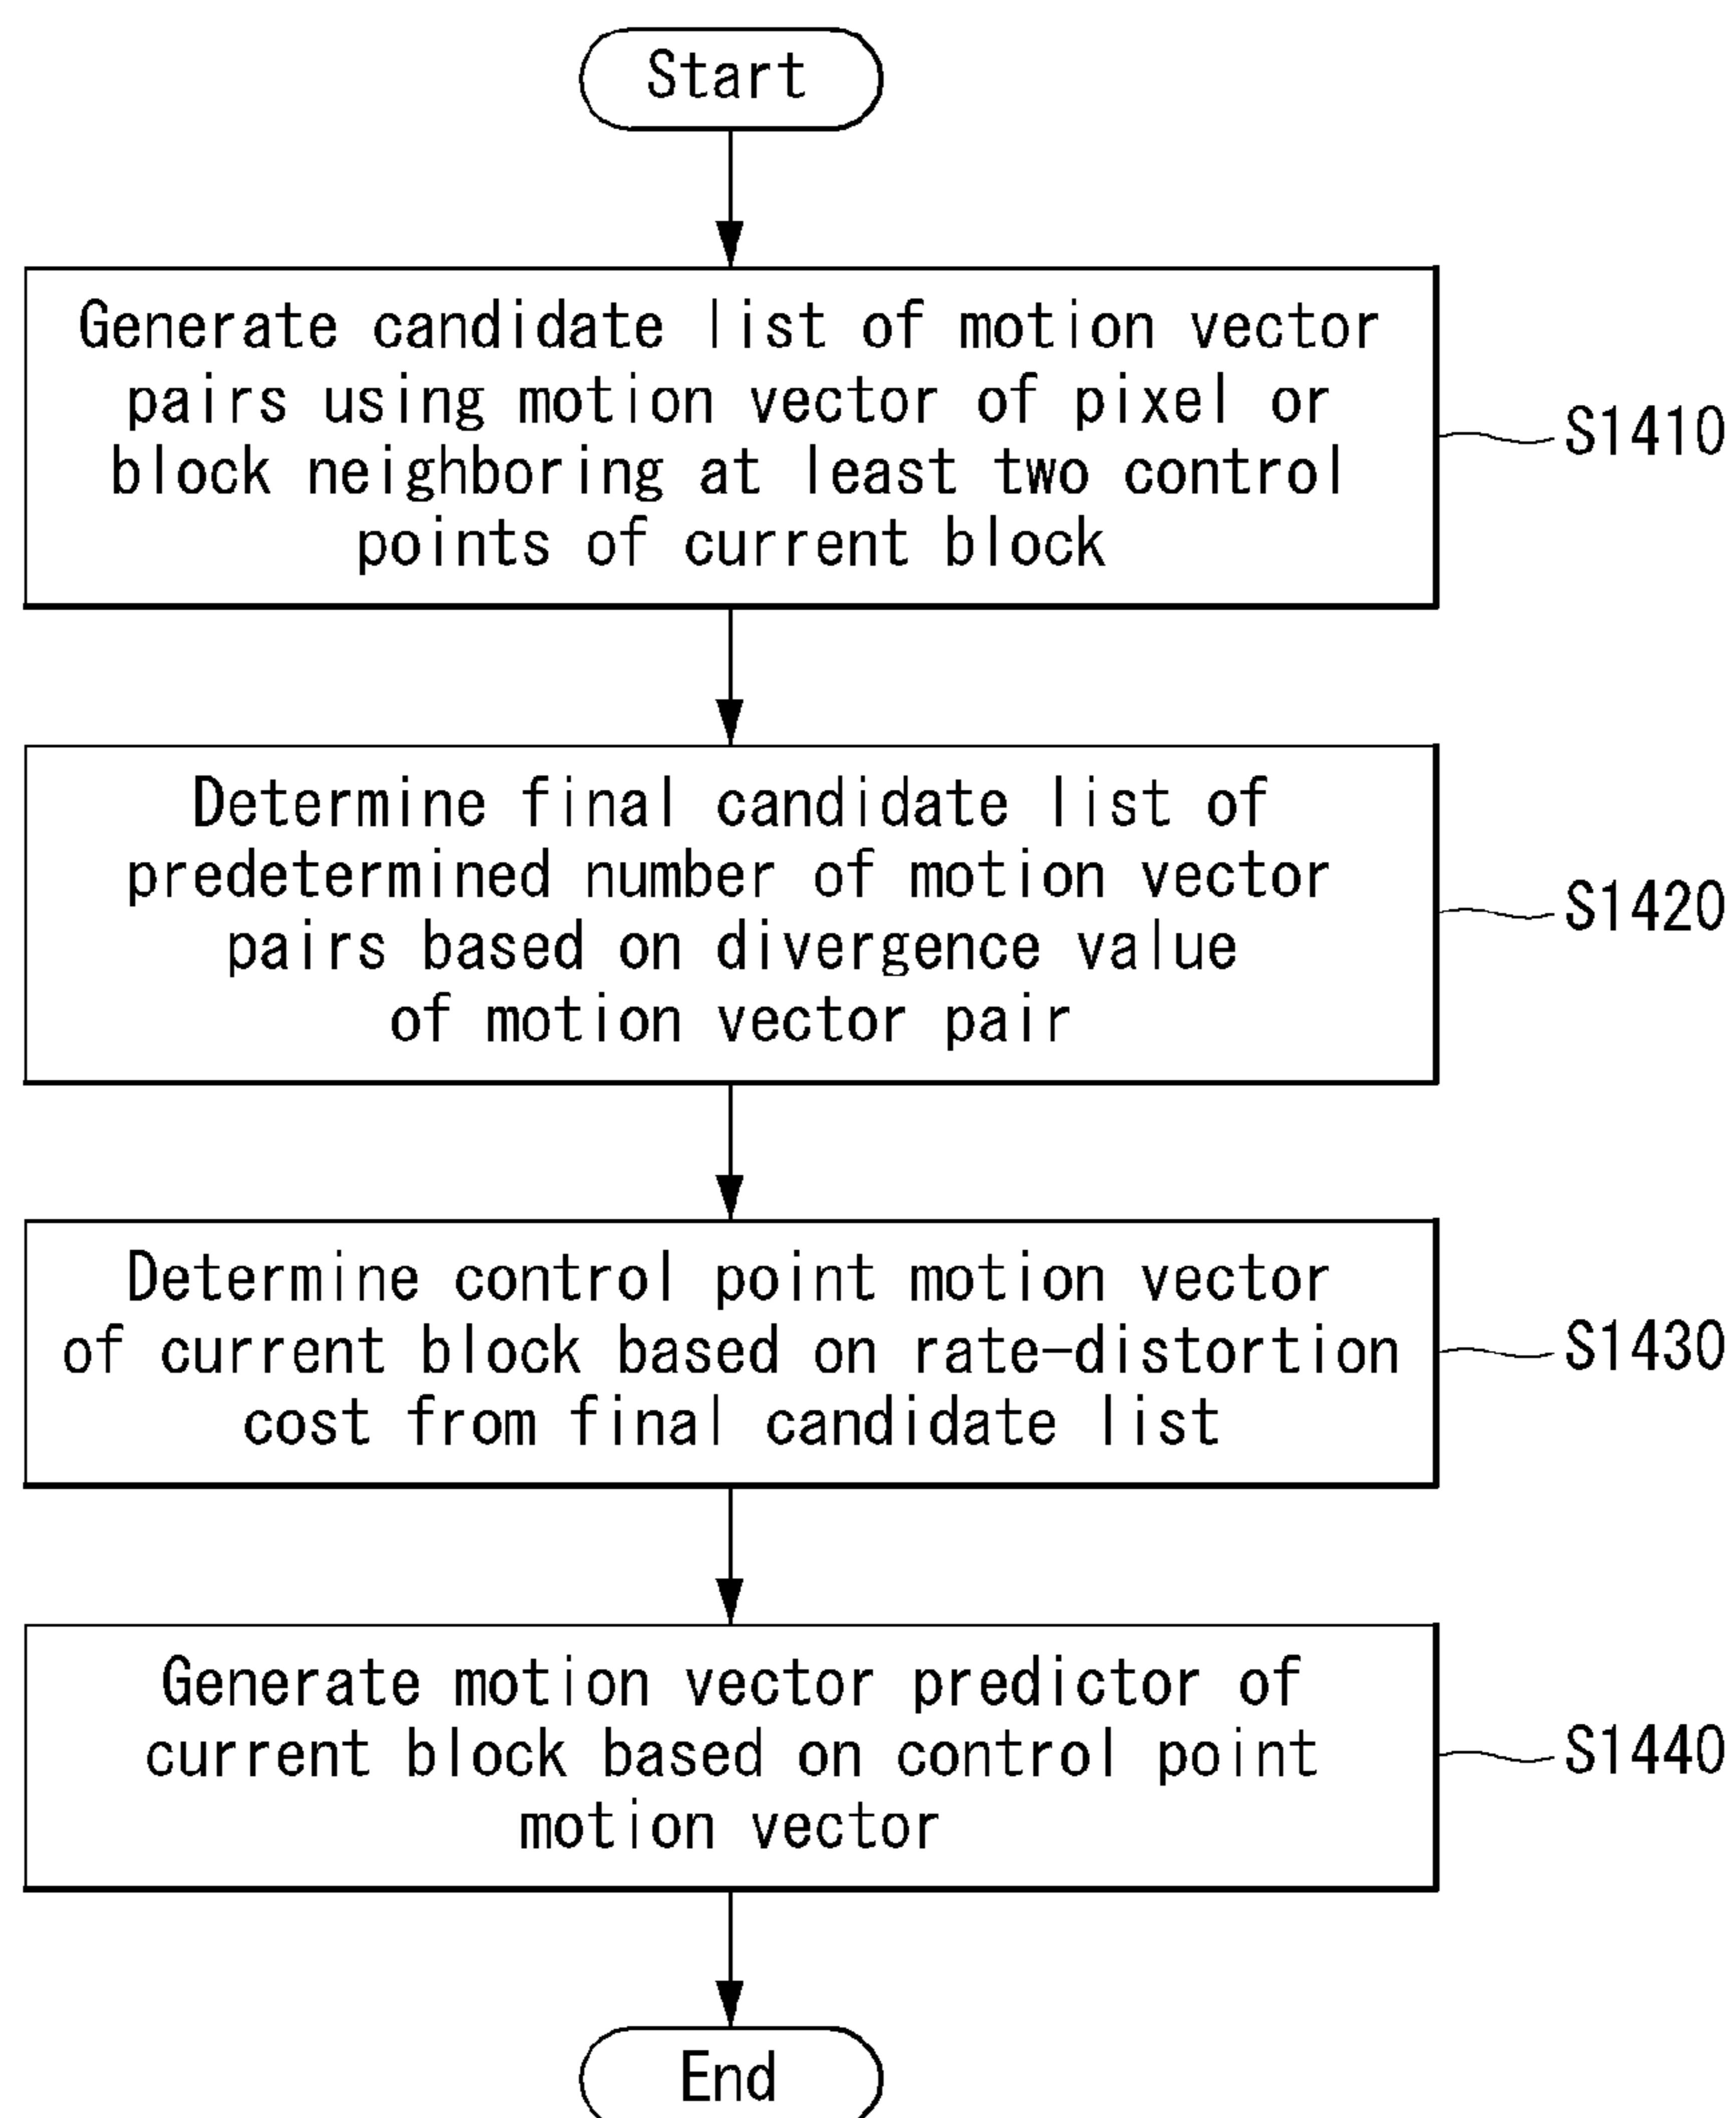 Start
Generate candidate list of motion vector
pairs using motion vector of pixel or
block neighboring at least two control
points of current block
S1410
Determine final candidate list of
predetermined number of motion vector
pairs based on divergence value
of motion vector pair
S1420
Determine control point motion vector
of current block based on rate-distortion
cost from final candidate list
S1430
Generate motion vector predictor of
current block based on control point
motion vector
S1440
End